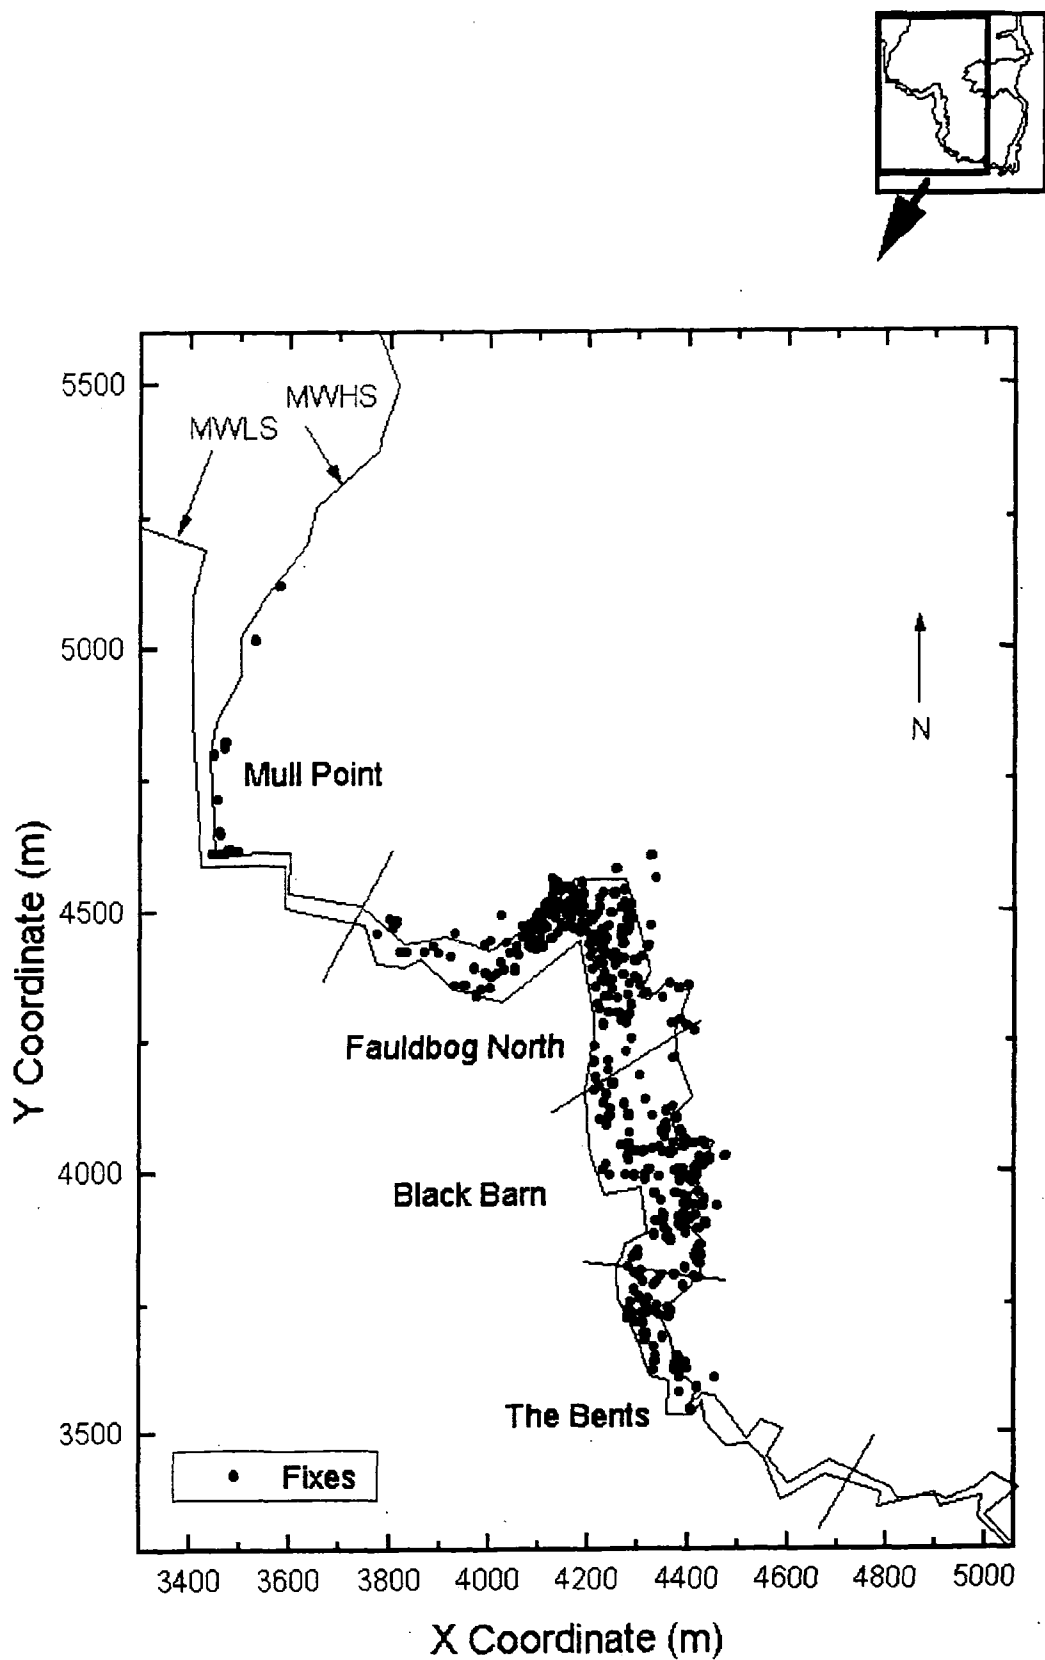 5500
MWHS
MWLS
5000
N
Mull Point
4500
Fauldbog North
4000
Black Barn
The Bents
3500
Fixes
3400 3600 3800 4000 4200 4400 4600 4800 5000
X Coordinate (m)
Y Coordinate (m)